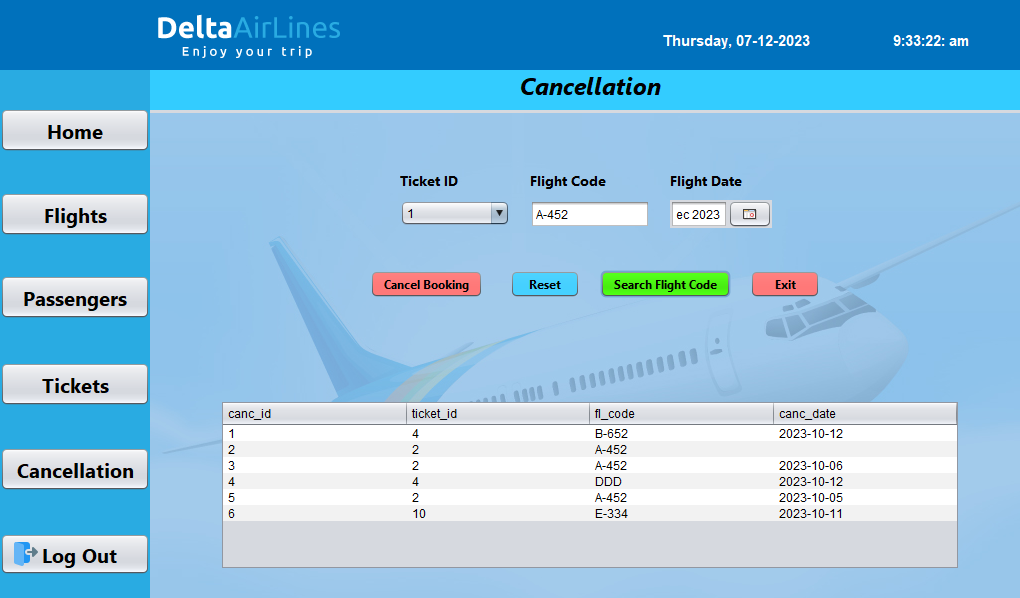 DeltaAirLines
Enjoy your trip
Thursday, 07-12-2023 9:33:22: am
Cancellation
Home
Flights
Passengers
Tickets
Cancellation
Log Out
Ticket ID Flight Code Flight Date
1 A-452 ec 2023
Cancel Booking Reset Search Flight Code Exit
canc_id ticket_id fl_code canc_date
1 4 B-652 2023-10-12
2 2 A-452
3 2 A-452 2023-10-06
4 4 DDD 2023-10-12
5 2 A-452 2023-10-05
6 10 E-334 2023-10-11